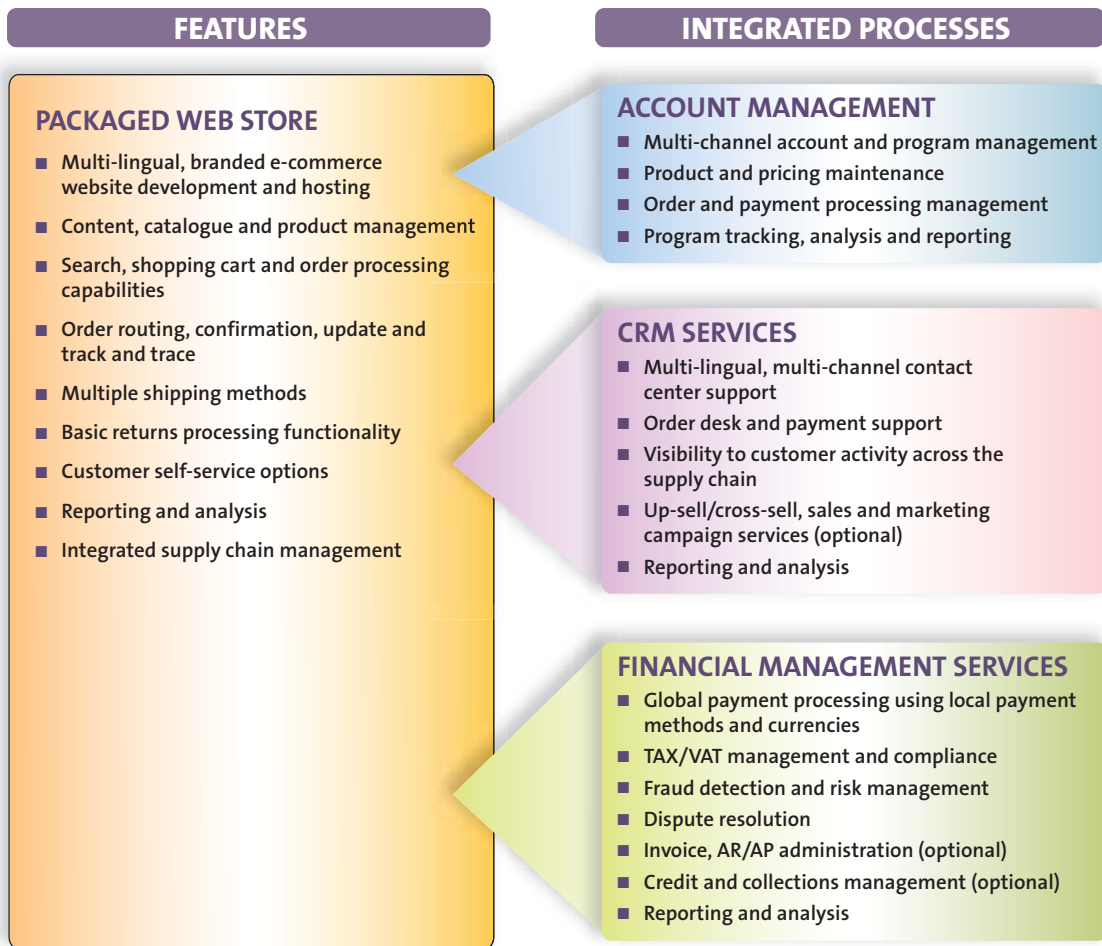 FEATURES
PACKAGED WEB STORE
■ Multi-lingual, branded e-commerce
website development and hosting
■ Content, catalogue and product management
■ Search, shopping cart and order processing
capabilities
■ Order routing, confirmation, update and
track and trace
■ Multiple shipping methods
■ Basic returns processing functionality
■ Customer self-service options
■ Reporting and analysis
■ Integrated supply chain management
INTEGRATED PROCESSES
ACCOUNT MANAGEMENT
■ Multi-channel account and program management
■ Product and pricing maintenance
■ Order and payment processing management
■ Program tracking, analysis and reporting
CRM SERVICES
■ Multi-lingual, multi-channel contact
center support
■ Order desk and payment support
■ Visibility to customer activity across the
supply chain
■ Up-sell/cross-sell, sales and marketing
campaign services (optional)
■ Reporting and analysis
FINANCIAL MANAGEMENT SERVICES
■ Global payment processing using local payment
methods and currencies
■ TAX/VAT management and compliance
■ Fraud detection and risk management
■ Dispute resolution
■ Invoice, AR/AP administration (optional)
■ Credit and collections management (optional)
■ Reporting and analysis